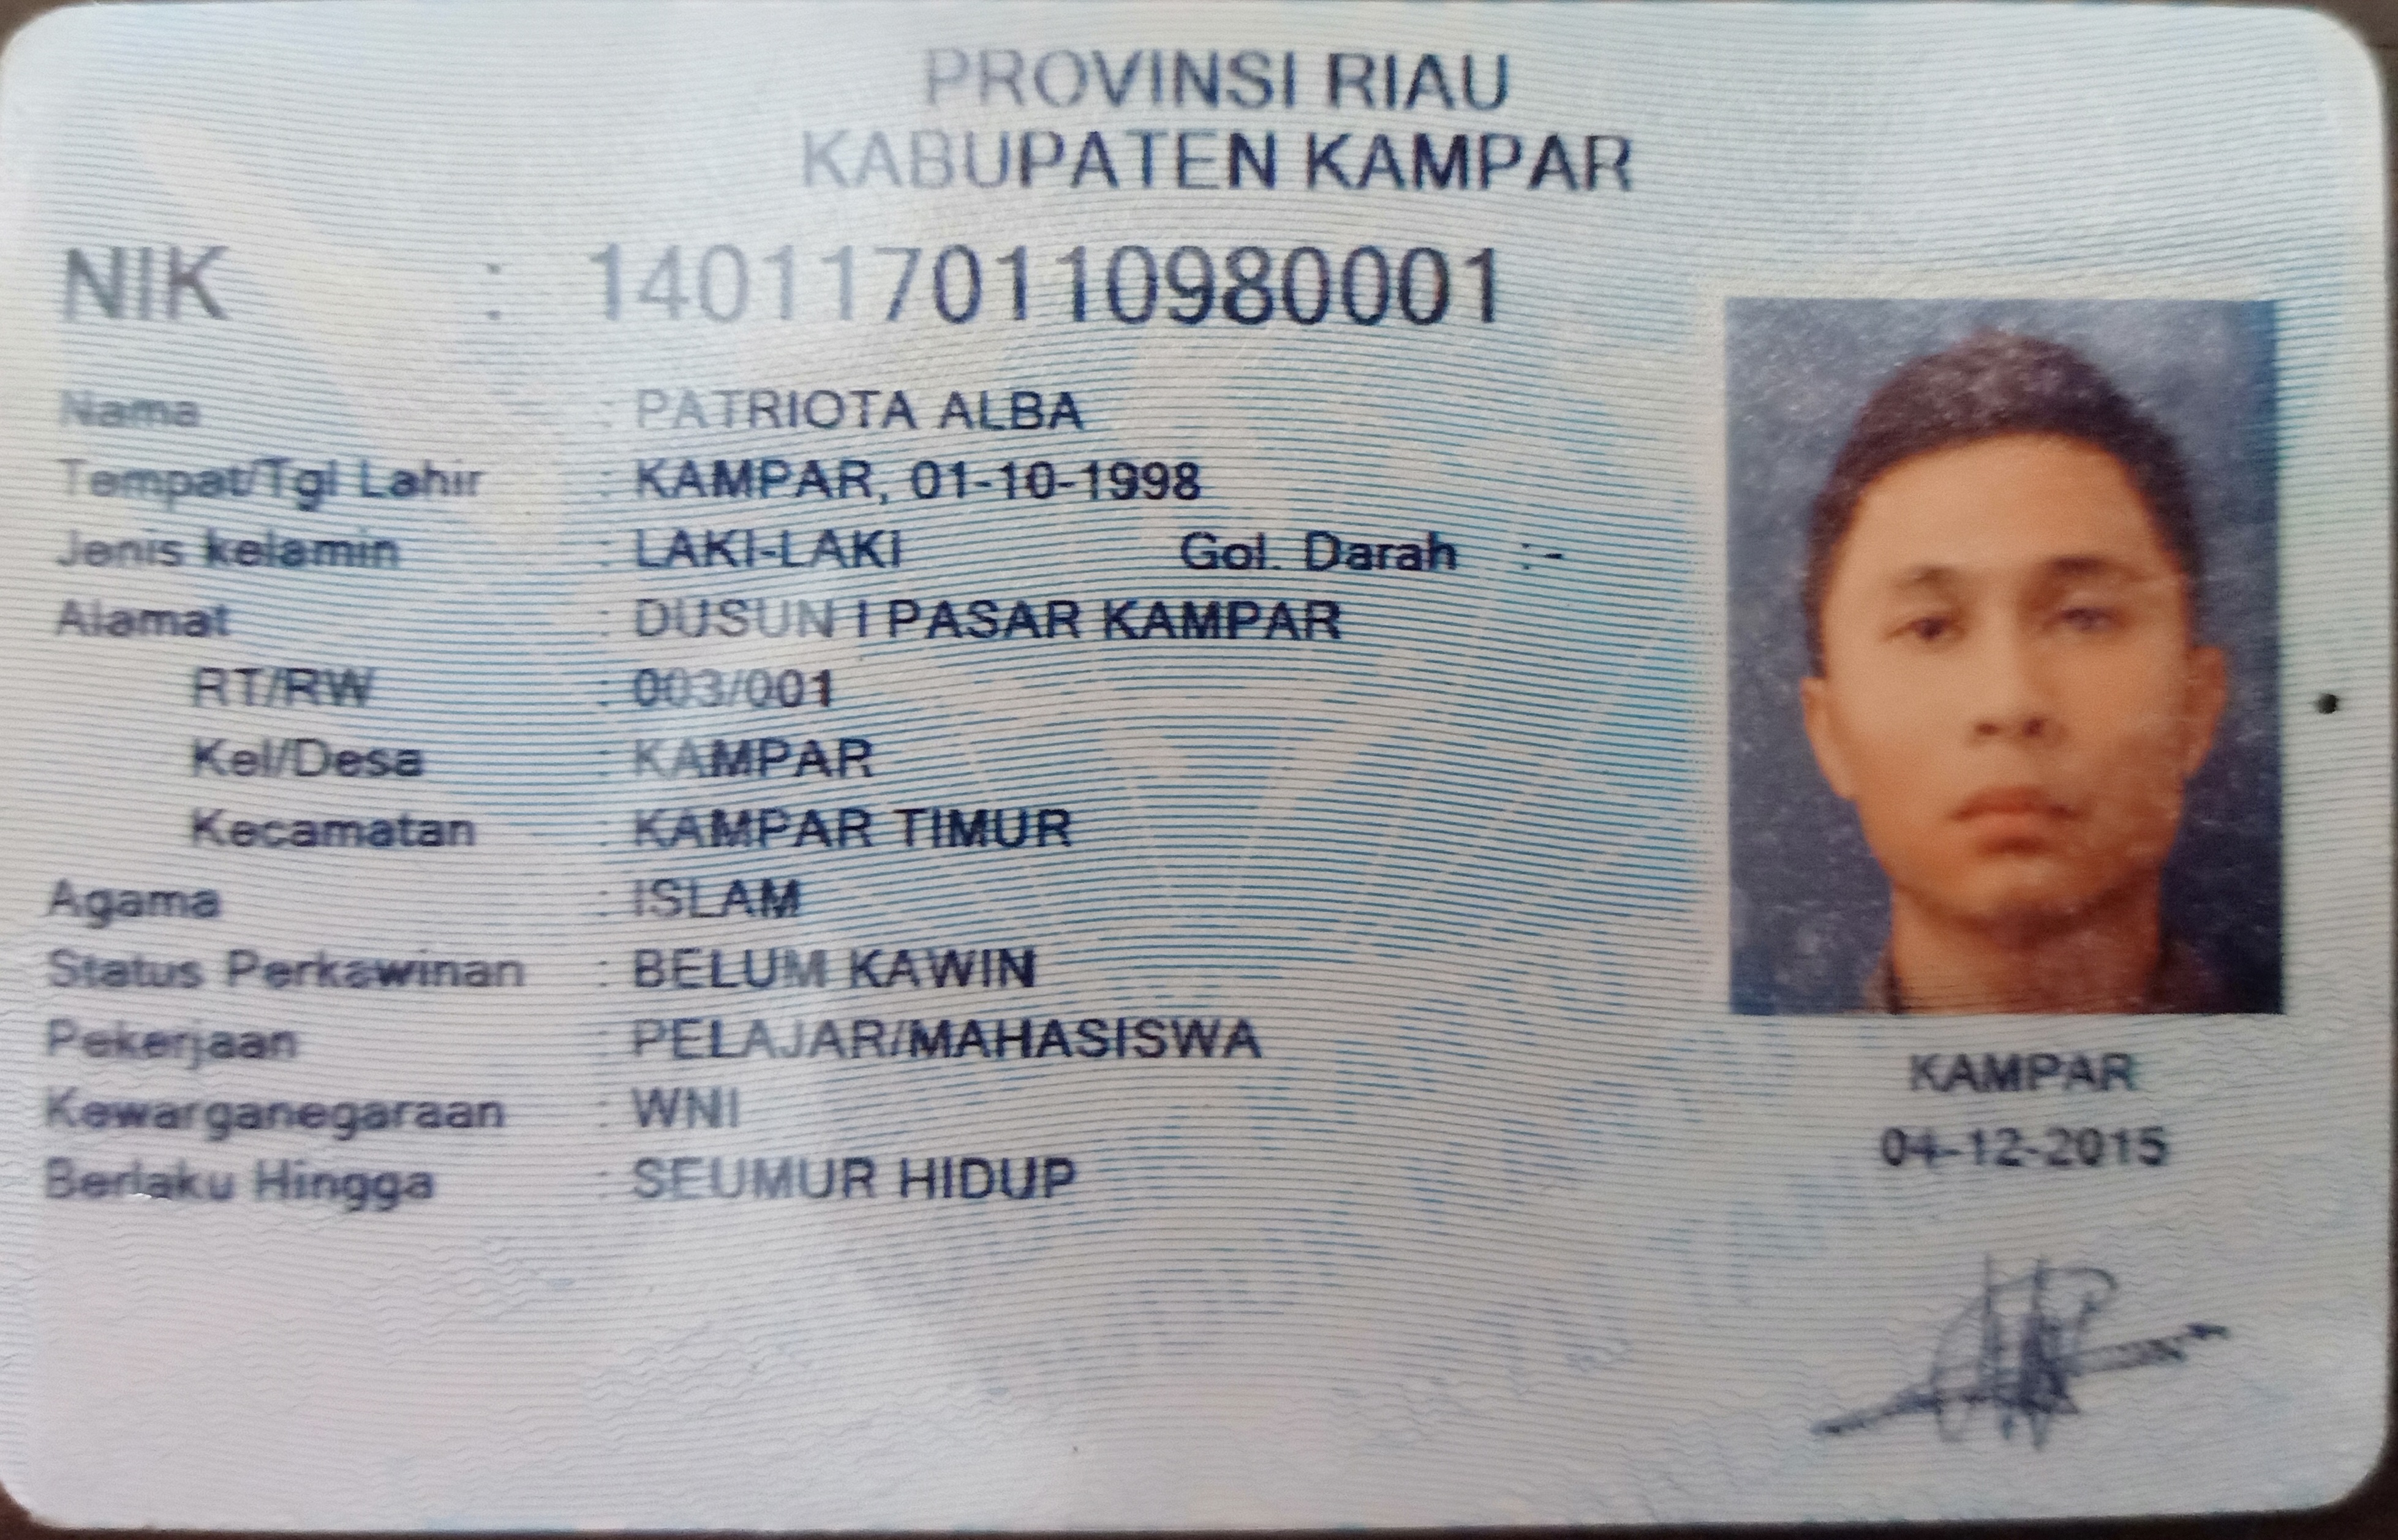 PROVINSI RIAU
KABUPATEN KAMPAR
NIK : 1401170110980001
Nama : PATRIOTA ALBA
Tempat/Tgl Lahir : KAMPAR, 01-10-1998
Jenis kelamin : LAKI-LAKI Gol. Darah : -
Alamat : DUSUN I PASAR KAMPAR
RT/RW : 003/001
Kel/Desa : KAMPAR
Kecamatan : KAMPAR TIMUR
Agama : ISLAM
Status Perkawinan : BELUM KAWIN
Pekerjaan : PELAJAR/MAHASISWA
Kewarganegaraan : WNI
Berlaku Hingga : SEUMUR HIDUP
KAMPAR
04-12-2015